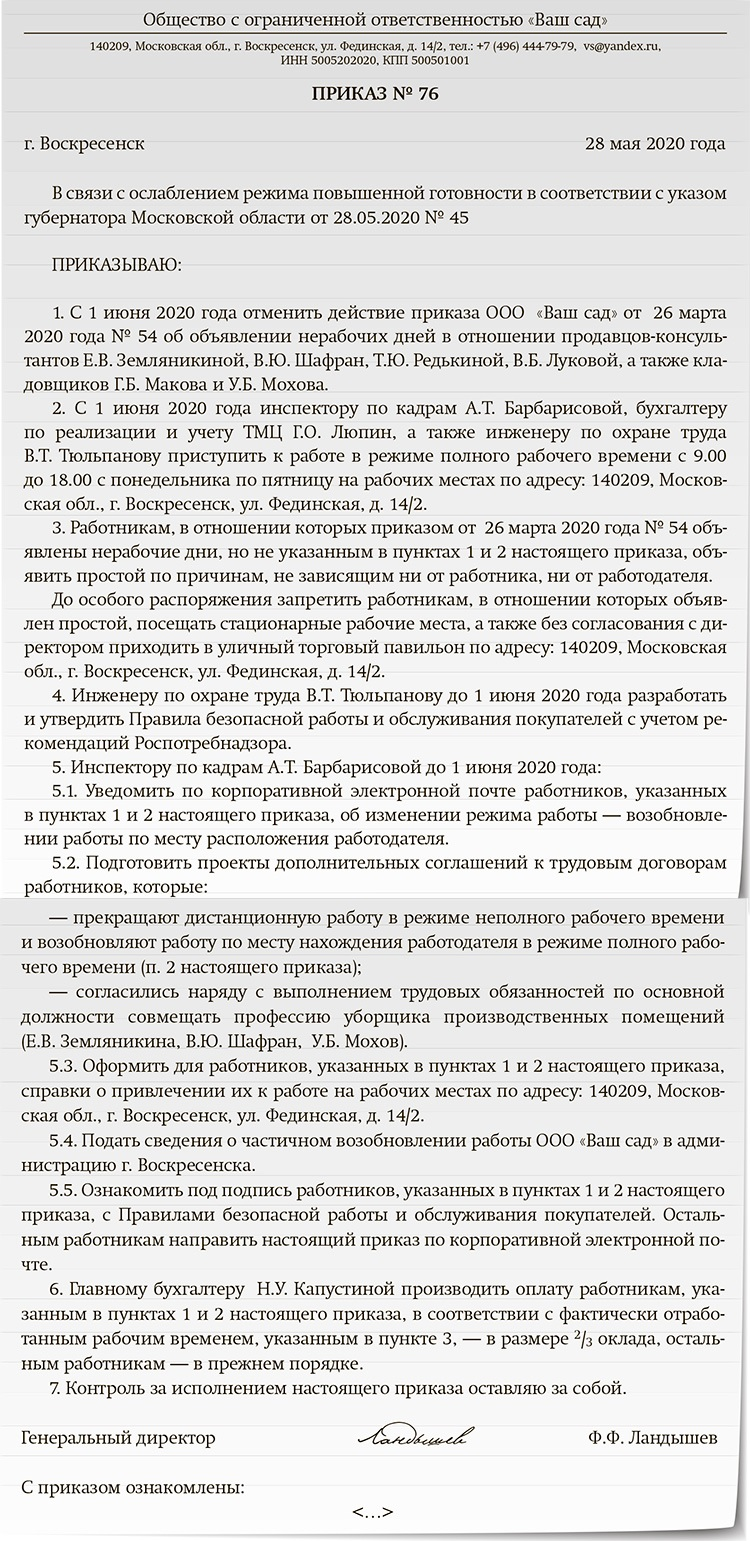 Общество с ограниченной ответственностью «Ваш сад»
140209, Московская обл., г. Воскресенск, ул. Фединская, д. 14/2, тел.: +7 (496) 444-79-79, vs@yandex.ru,
ИНН 5005202020, КПП 500501001
ПРИКАЗ № 76
г. Воскресенск 28 мая 2020 года
В связи с ослаблением режима повышенной готовности в соответствии с указом
губернатора Московской области от 28.05.2020 № 45
ПРИКАЗЫВАЮ:
1. С 1 июня 2020 года отменить действие приказа ООО «Ваш сад» от 26 марта
2020 года № 54 об объявлении нерабочих дней в отношении продавцов-консуль-
тантов Е.В. Земляникиной, В.Ю. Шафран, Т.Ю. Редькиной, В.Б. Луковой, а также кла-
довщиков Г.Б. Макова и У.Б. Мохова.
2. С 1 июня 2020 года инспектору по кадрам А.Т. Барбарисовой, бухгалтеру
по реализации и учету ТМЦ Г.О. Люпин, а также инженеру по охране труда
В.Т. Тюльпанову приступить к работе в режиме полного рабочего времени с 9.00
до 18.00 с понедельника по пятницу на рабочих местах по адресу: 140209, Москов-
ская обл., г. Воскресенск, ул. Фединская, д. 14/2.
3. Работникам, в отношении которых приказом от 26 марта 2020 года № 54 объ-
явлены нерабочие дни, но не указанным в пунктах 1 и 2 настоящего приказа, объ-
явить простой по причинам, не зависящим ни от работника, ни от работодателя.
До особого распоряжения запретить работникам, в отношении которых объяв-
лен простой, посещать стационарные рабочие места, а также без согласования с ди-
ректором приходить в уличный торговый павильон по адресу: 140209, Московская
обл., г. Воскресенск, ул. Фединская, д. 14/2.
4. Инженеру по охране труда В.Т. Тюльпанову до 1 июня 2020 года разработать
и утвердить Правила безопасной работы и обслуживания покупателей с учетом ре-
комендаций Роспотребнадзора.
5. Инспектору по кадрам А.Т. Барбарисовой до 1 июня 2020 года:
5.1. Уведомить по корпоративной электронной почте работников, указанных
в пунктах 1 и 2 настоящего приказа, об изменении режима работы — возобновле-
нии работы по месту расположения работодателя.
5.2. Подготовить проекты дополнительных соглашений к трудовым договорам
работников, которые:
— прекращают дистанционную работу в режиме неполного рабочего времени
и возобновляют работу по месту нахождения работодателя в режиме полного рабо-
чего времени (п. 2 настоящего приказа);
— согласились наряду с выполнением трудовых обязанностей по основной
должности совмещать профессию уборщика производственных помещений
(Е.В. Земляникина, В.Ю. Шафран, У.Б. Мохов).
5.3. Оформить для работников, указанных в пунктах 1 и 2 настоящего приказа,
справки о привлечении их к работе на рабочих местах по адресу: 140209, Москов-
ская обл., г. Воскресенск, ул. Фединская, д. 14/2.
5.4. Подать сведения о частичном возобновлении работы ООО «Ваш сад» в адми-
нистрацию г. Воскресенска.
5.5. Ознакомить под подпись работников, указанных в пунктах 1 и 2 настоящего
приказа, с Правилами безопасной работы и обслуживания покупателей. Осталь-
ным работникам направить настоящий приказ по корпоративной электронной по-
чте.
6. Главному бухгалтеру Н.У. Капустиной производить оплату работникам, ука-
занным в пунктах 1 и 2 настоящего приказа, в соответствии с фактически отрабо-
танным рабочим временем, указанным в пункте 3, — в размере 2/3 оклада, осталь-
ным работникам — в прежнем порядке.
7. Контроль за исполнением настоящего приказа оставляю за собой.
Генеральный директор Ландышев Ф.Ф. Ландышев
С приказом ознакомлены:
<...>